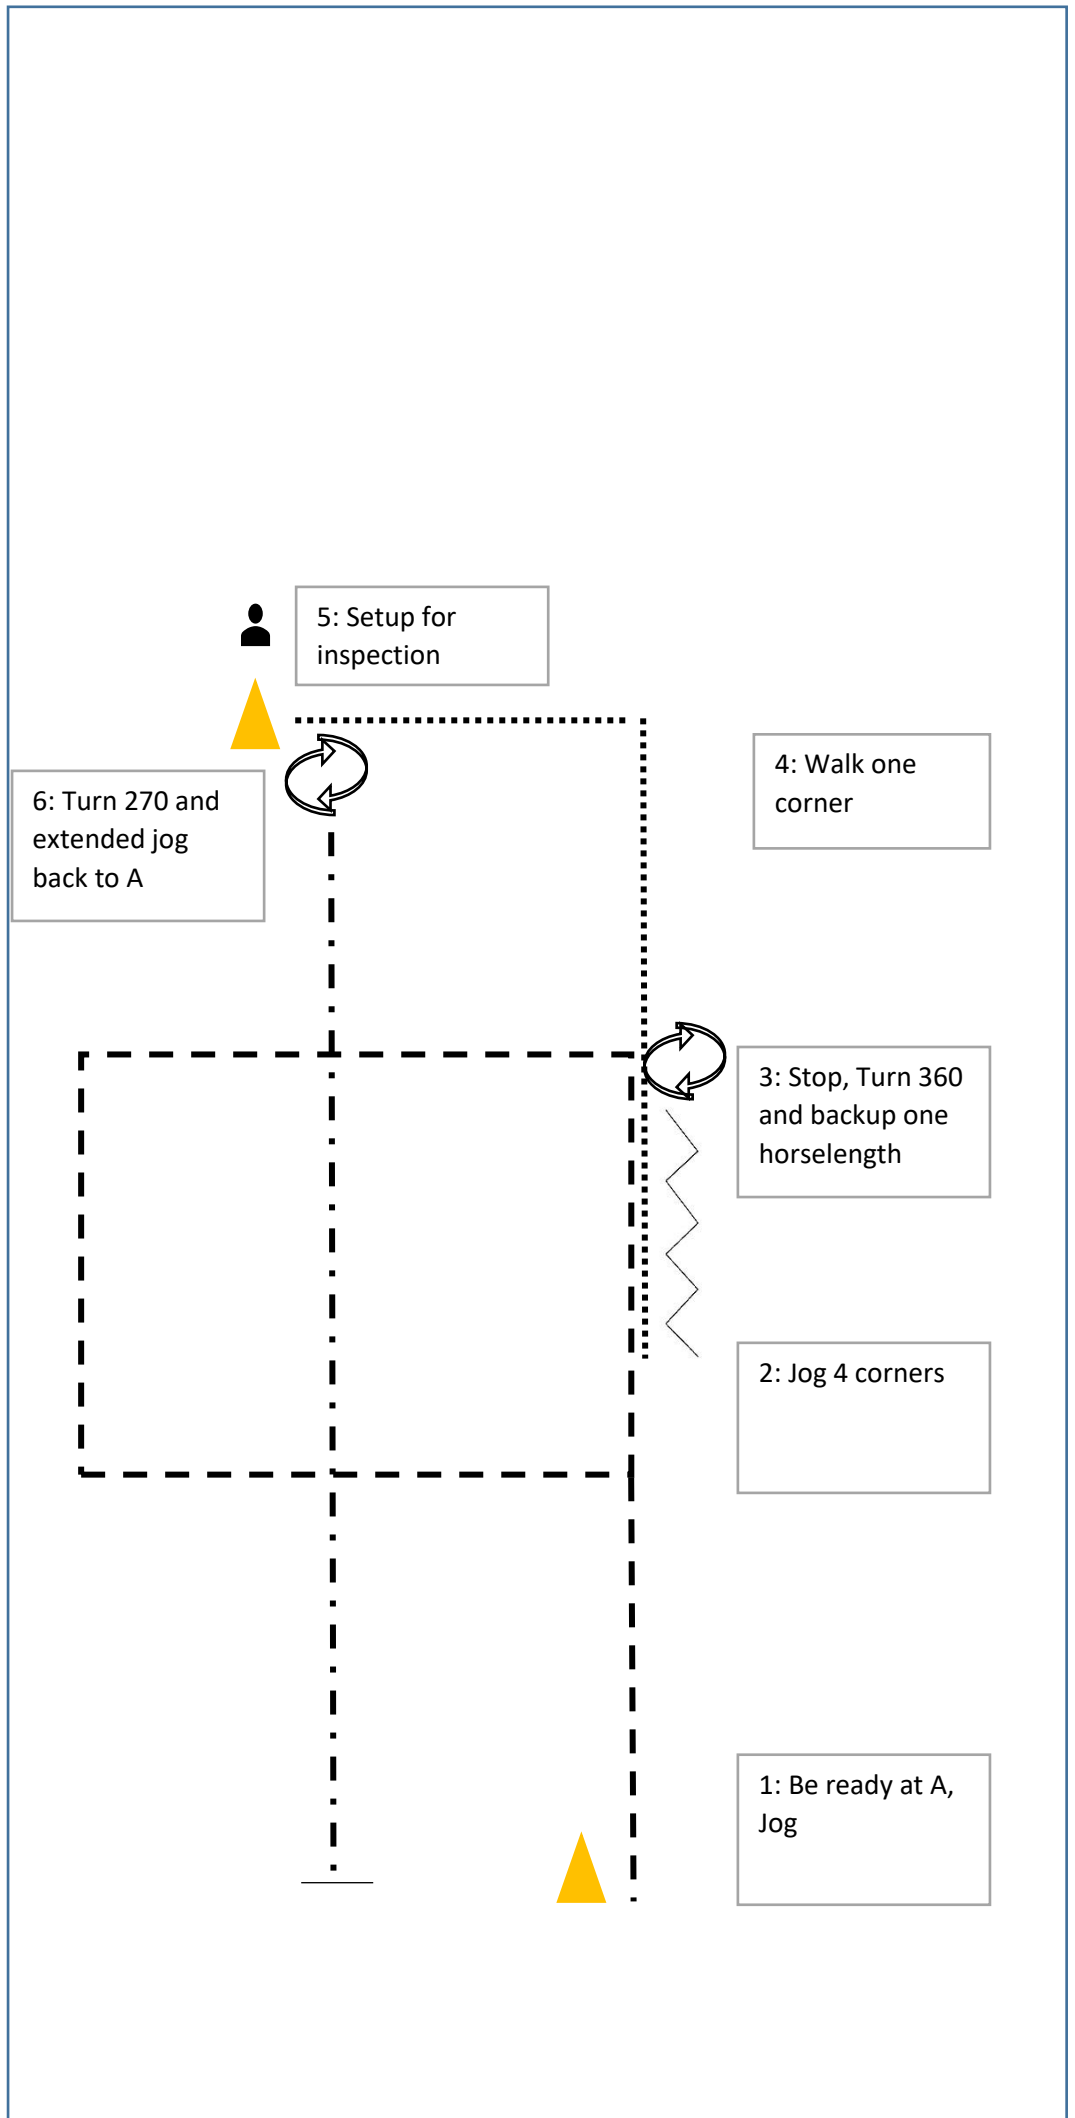 5: Setup for
inspection
4: Walk one
corner
6: Turn 270 and
extended jog
back to A
3: Stop, Turn 360
and backup one
horselength
2: Jog 4 corners
1: Be ready at A,
Jog